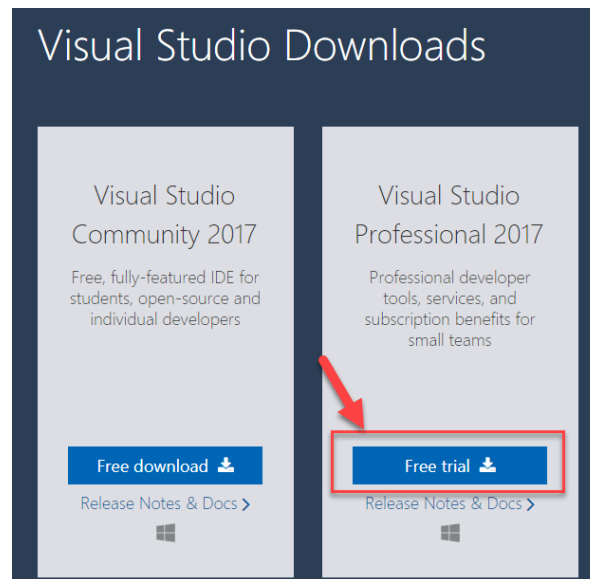 Visual Studio Downloads
Visual Studio
Community 2017
Free, fully-featured IDE for
students, open-source and
individual developers
Free download
Release Notes & Docs
Visual Studio
Professional 2017
Professional developer
tools, services, and
subscription benefits for
small teams
Free trial
Release Notes & Docs